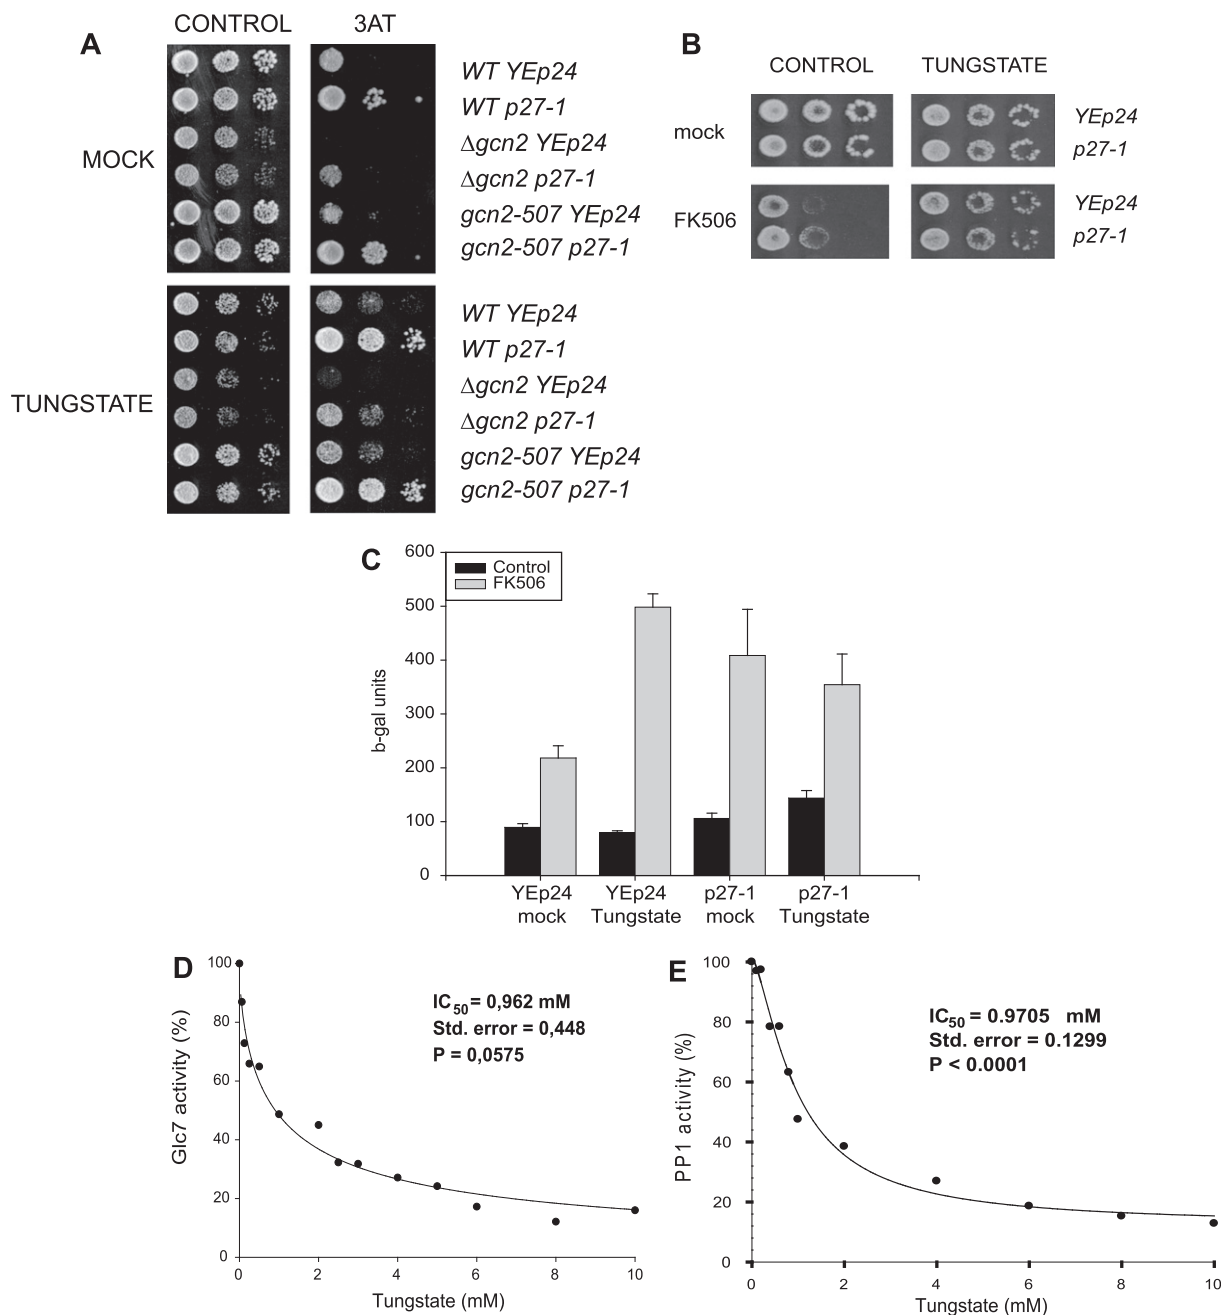 A
CONTROL 3AT
MOCK
WT YEp24
WT p27-1
Δgcn2 YEp24
Δgcn2 p27-1
gcn2-507 YEp24
gcn2-507 p27-1
TUNGSTATE
WT YEp24
WT p27-1
Δgcn2 YEp24
Δgcn2 p27-1
gcn2-507 YEp24
gcn2-507 p27-1
B
CONTROL TUNGSTATE
mock
YEp24
p27-1
FK506
YEp24
p27-1
C
Control
FK506
b-gal units
600
500
400
300
200
100
0
YEp24 mock
YEp24 Tungstate
p27-1 mock
p27-1 Tungstate
D
Glc7 activity (%)
100
80
60
40
20
0
IC50 = 0,962 mM
Std. error = 0,448
P = 0,0575
0 2 4 6 8 10
Tungstate (mM)
E
PP1 activity (%)
100
80
60
40
20
0
IC50 = 0.9705 mM
Std. error = 0.1299
P < 0.0001
0 2 4 6 8 10
Tungstate (mM)